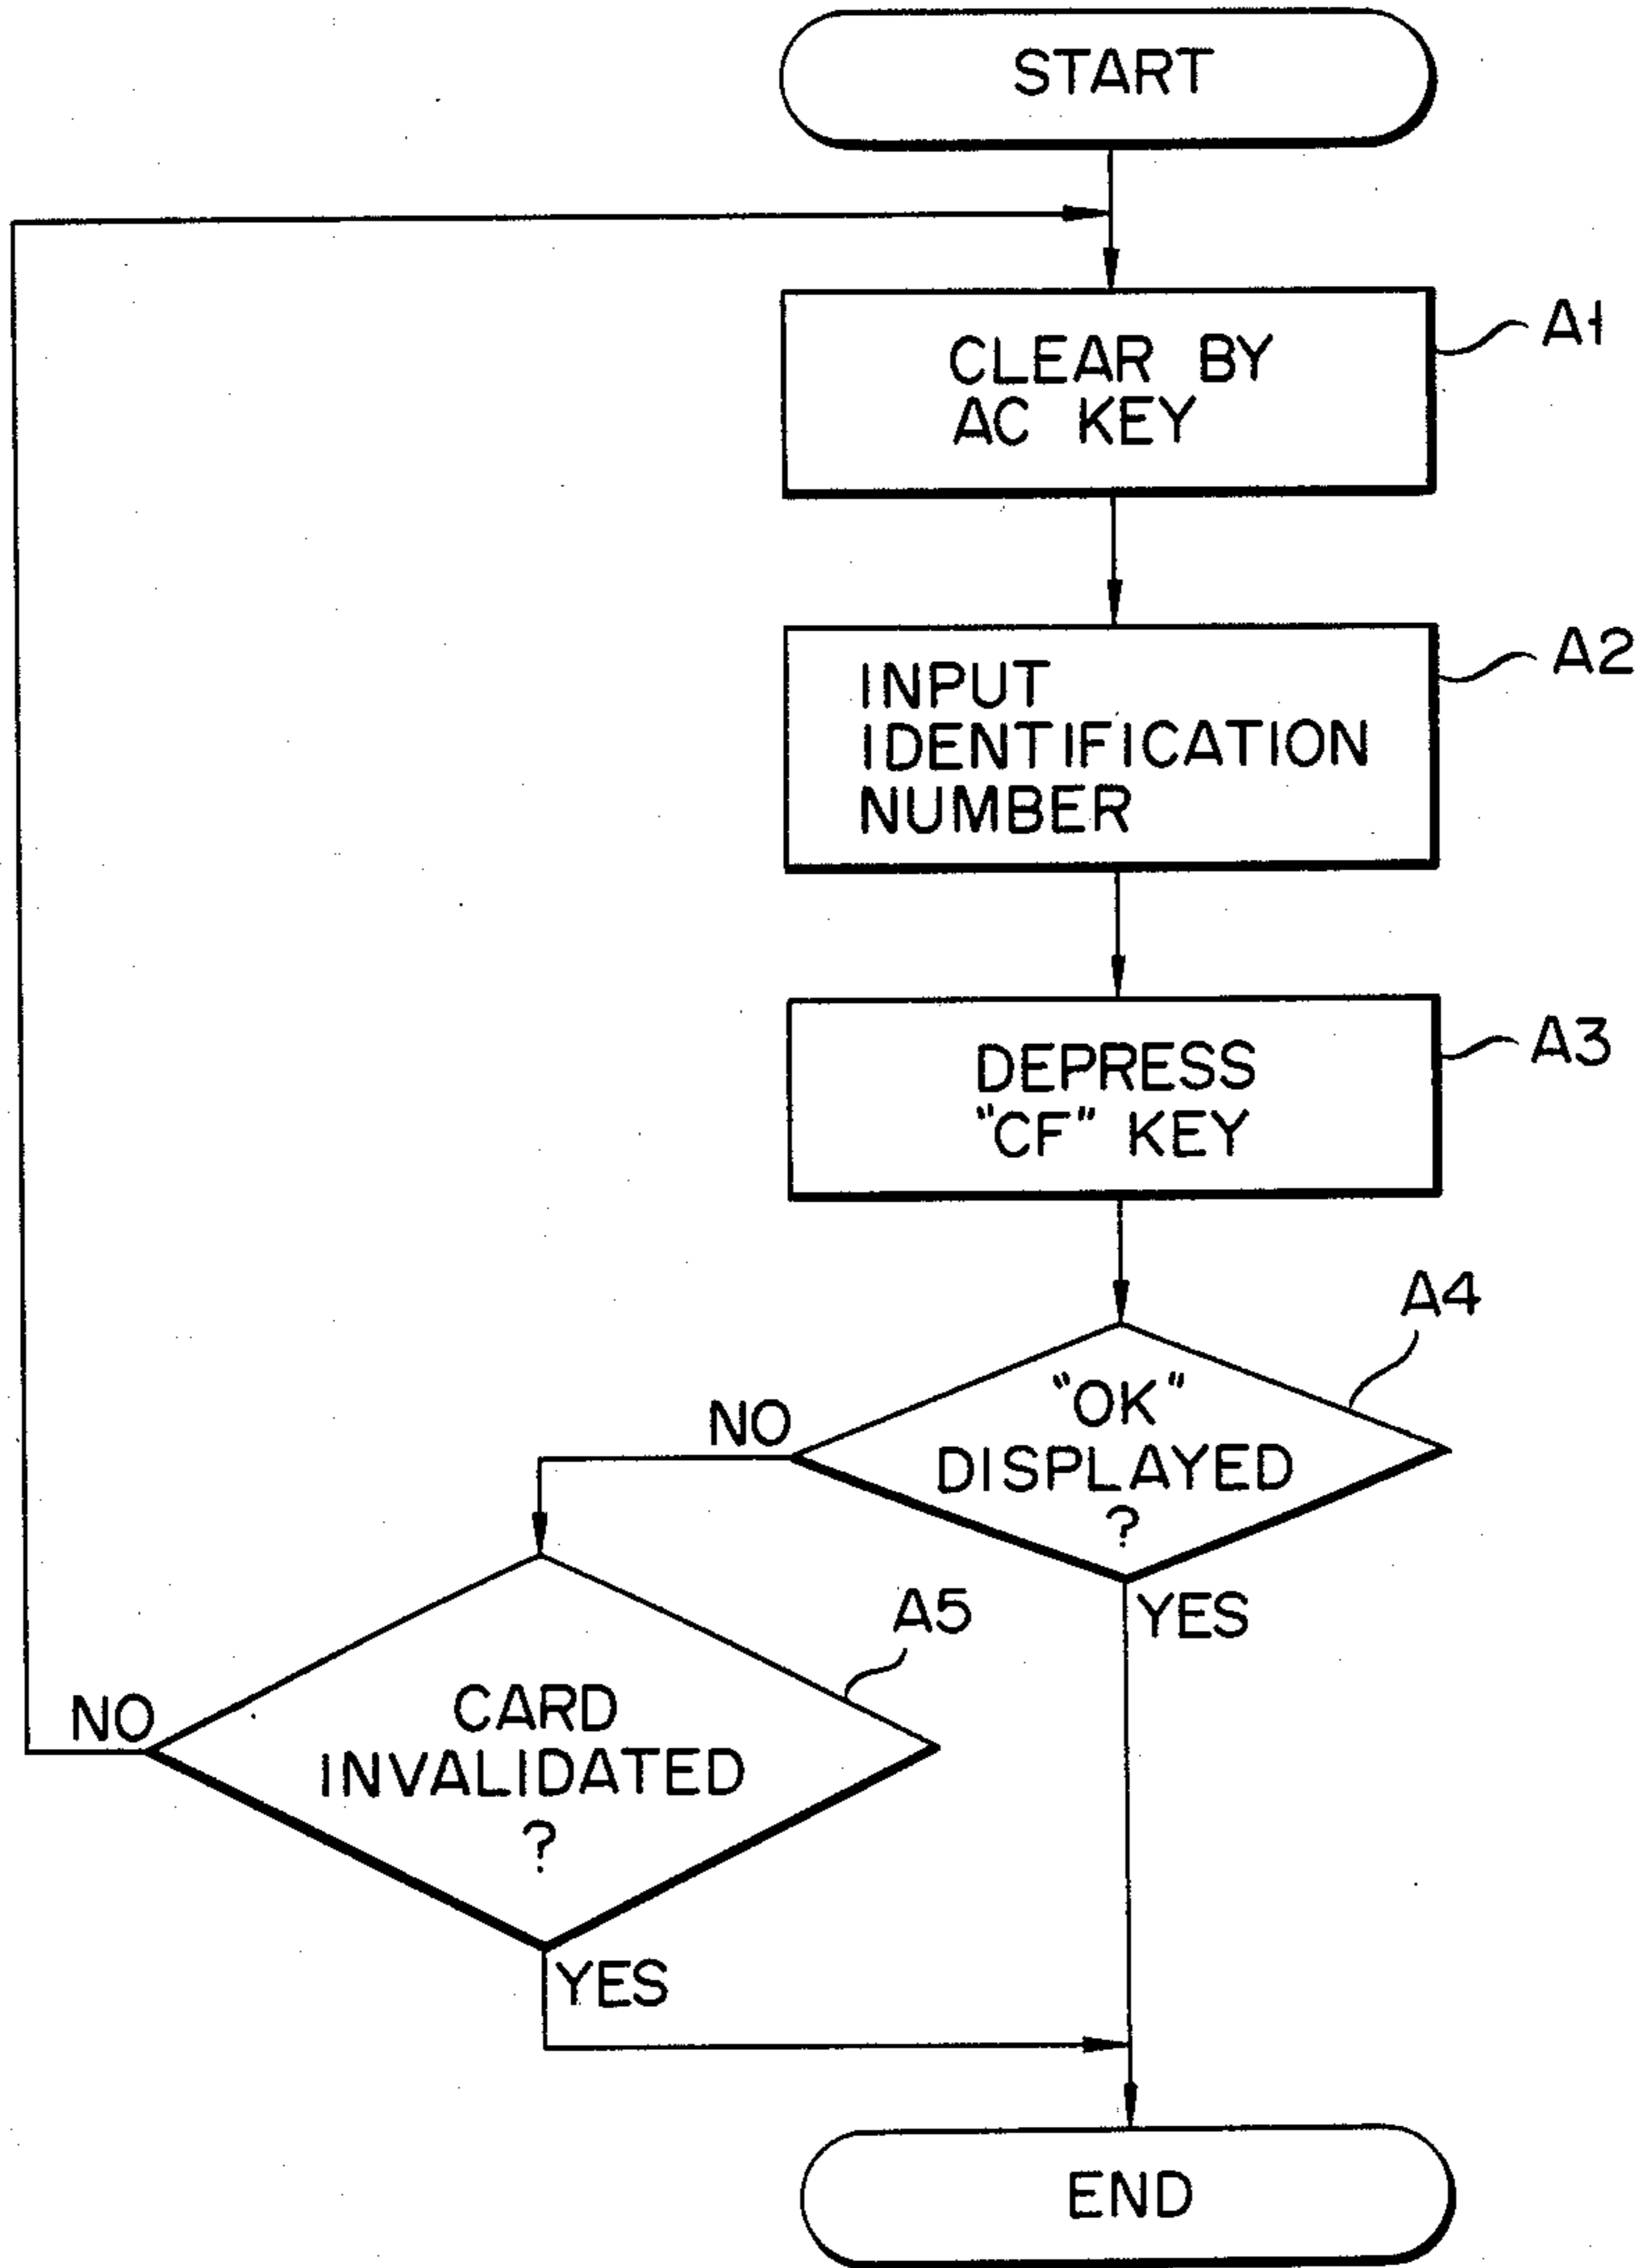 START
CLEAR BY
AC KEY
A1
INPUT
IDENTIFICATION
NUMBER
A2
DEPRESS
"CF" KEY
A3
A4
"OK"
DISPLAYED
?
NO
YES
A5
CARD
INVALIDATED
?
NO
YES
END